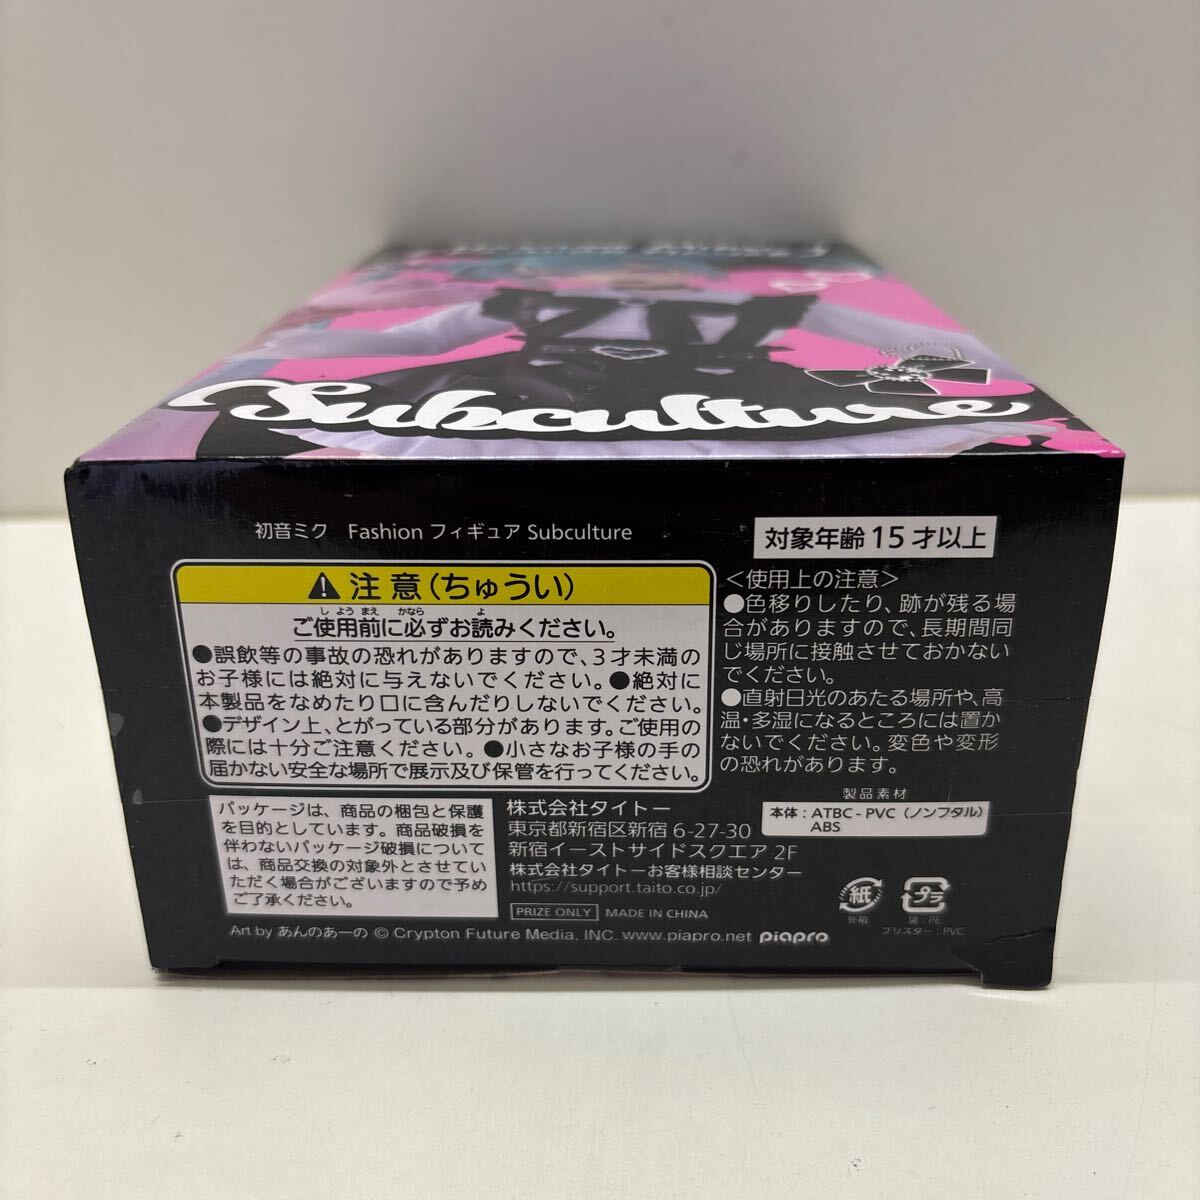 Subculture
初音ミク Fashion フィギュア Subculture
対象年齢 15 才以上
注意(ちゅうい)
ご使用前に必ずお読みください。
しようまえ かなら よ
●誤飲等の事故の恐れがありますので、3才未満の
お子様には絶対に与えないでください。●絶対に
本製品をなめたり口に含んだりしないでください。
●デザイン上、とがっている部分があります。ご使用の
際には十分ご注意ください。●小さなお子様の手の
届かない安全な場所で展示及び保管を行ってください。
<使用上の注意>
●色移りしたり、跡が残る場
合がありますので、長期間同
じ場所に接触させておかない
でください。
●直射日光のあたる場所や、高
温・多湿になるところには置か
ないでください。変色や変形
の恐れがあります。
製品素材
本体：ATBC-PVC（ノンフタル）
ABS
パッケージは、商品の梱包と保護
を目的としています。商品破損を
伴わないパッケージ破損について
は、商品交換の対象外とさせてい
ただく場合がございますので予め
ご了承ください。
株式会社タイトー
東京都新宿区新宿 6-27-30
新宿イーストサイドスクエア 2F
株式会社タイトーお客様相談センター
https://support.taito.co.jp/
PRIZE ONLY MADE IN CHINA
紙
外箱
プラ
袋：PE
ブリスター：PVC
Art by あんのあーの © Crypton Future Media, INC. www.piapro.net piapro